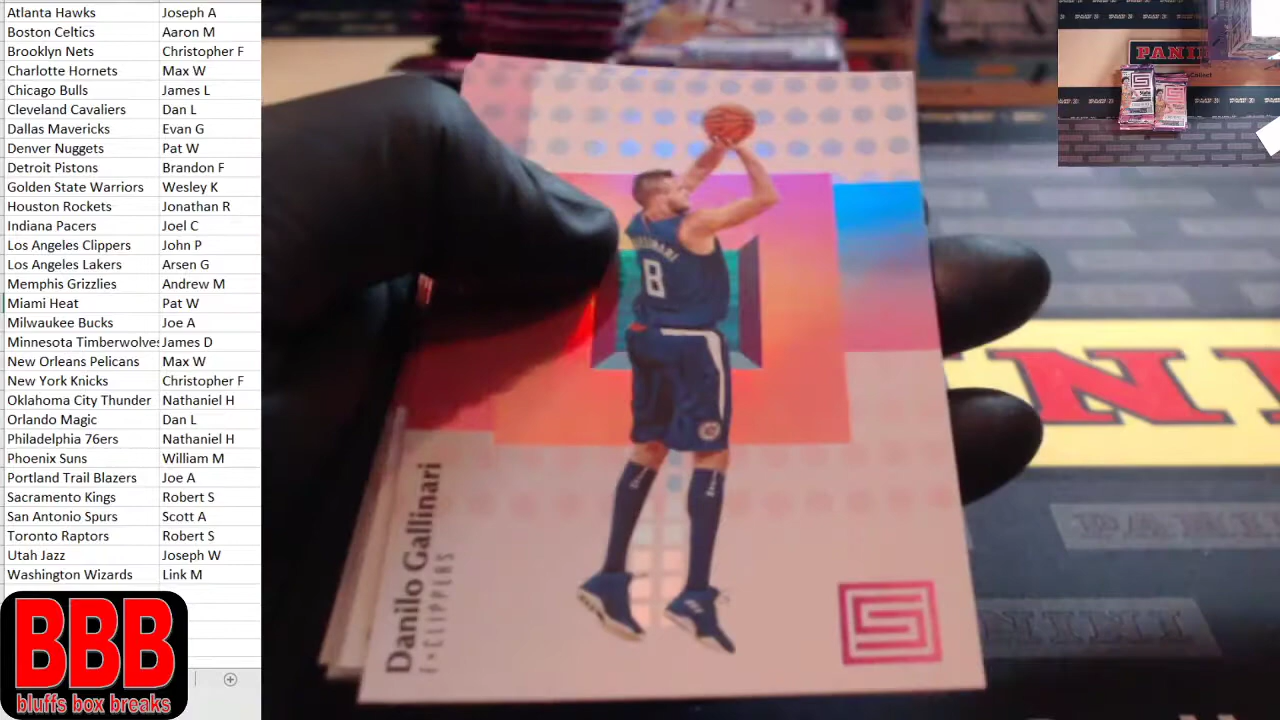 Atlanta Hawks Joseph A
Boston Celtics Aaron M
Brooklyn Nets Christopher F
Charlotte Hornets Max W
Chicago Bulls James L
Cleveland Cavaliers Dan L
Dallas Mavericks Evan G
Denver Nuggets Pat W
Detroit Pistons Brandon F
Golden State Warriors Wesley K
Houston Rockets Jonathan R
Indiana Pacers Joel C
Los Angeles Clippers John P
Los Angeles Lakers Arsen G
Memphis Grizzlies Andrew M
Miami Heat Pat W
Milwaukee Bucks Joe A
Minnesota Timberwolves James D
New Orleans Pelicans Max W
New York Knicks Christopher F
Oklahoma City Thunder Nathaniel H
Orlando Magic Dan L
Philadelphia 76ers Nathaniel H
Phoenix Suns William M
Portland Trail Blazers Joe A
Sacramento Kings Robert S
San Antonio Spurs Scott A
Toronto Raptors Robert S
Utah Jazz Joseph W
Washington Wizards Link M
BBB
bluffs box breaks
8
Danilo Gallinari
F•CLIPPERS
S
PANI
NINI